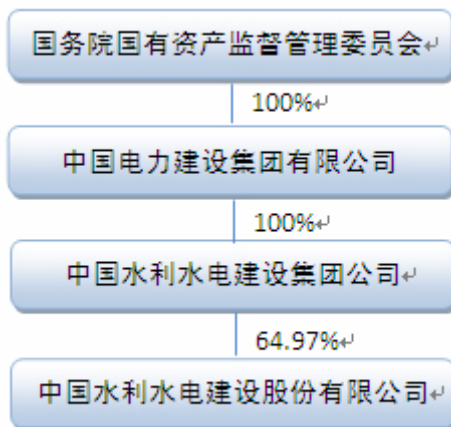 国务院国有资产监督管理委员会↵
100%↵
中国电力建设集团有限公司
100%↵
中国水利水电建设集团公司↵
64.97%↵
中国水利水电建设股份有限公司↵